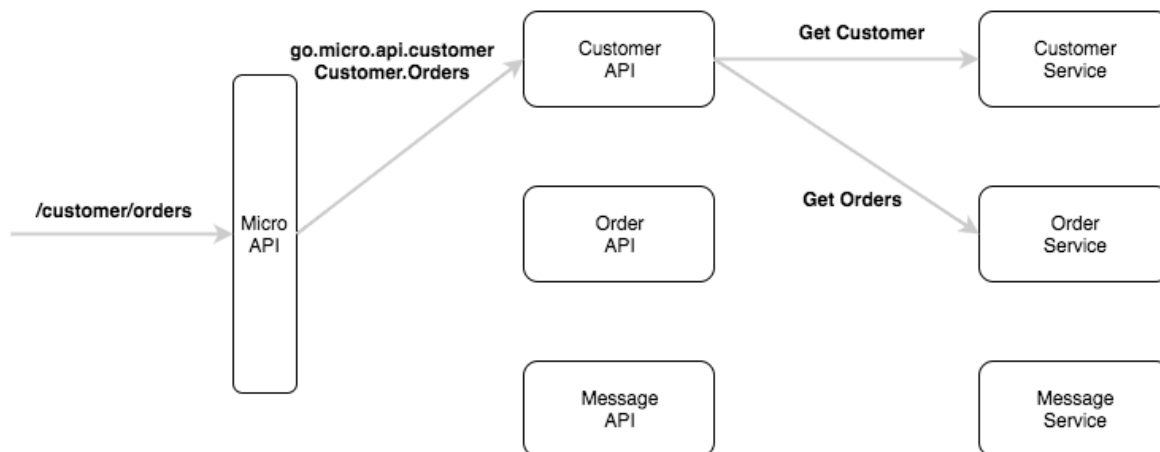 /customer/orders
Micro
API
go.micro.api.customer
Customer.Orders
Customer
API
Get Customer
Customer
Service
Order
API
Get Orders
Order
Service
Message
API
Message
Service